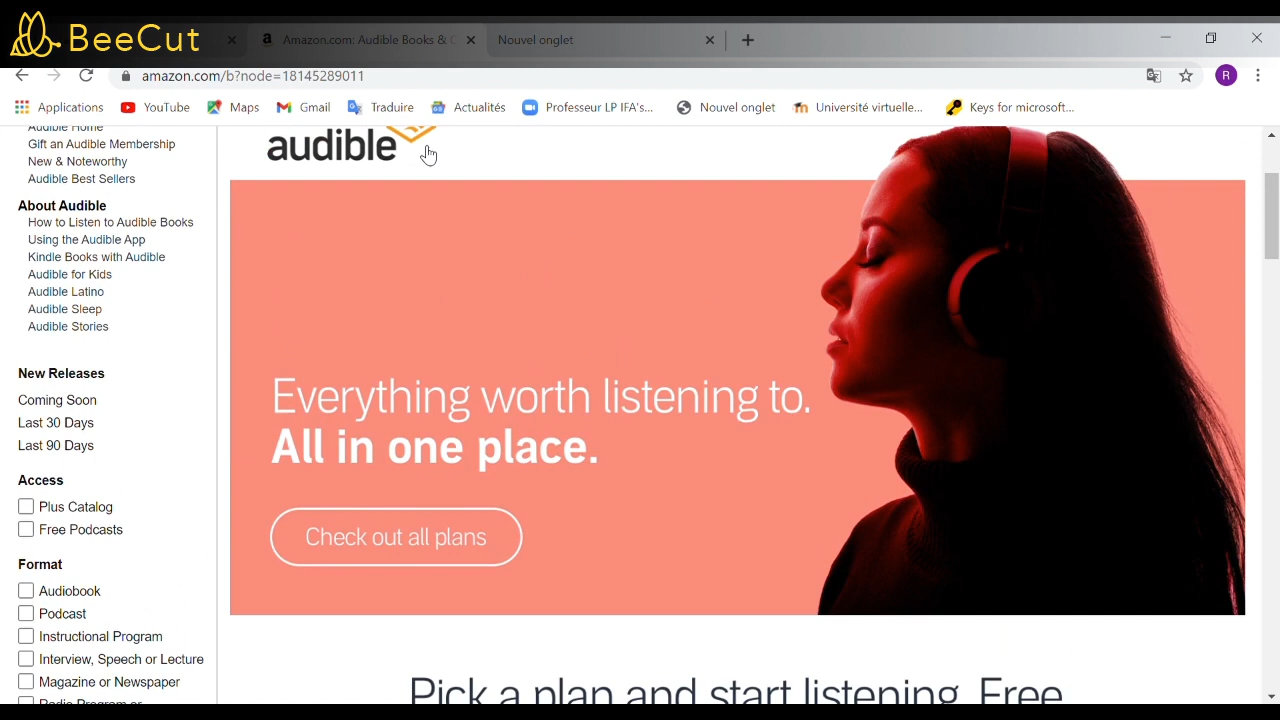 BeeCut
Amazon.com: Audible Books &
Nouvel onglet
amazon.com/b?node=18145289011
R
Applications
YouTube
Maps
Gmail
Traduire
Actualités
Professeur LP IFA's...
Nouvel onglet
Université virtuelle...
Keys for microsoft...
Audible Home
Gift an Audible Membership
New & Noteworthy
Audible Best Sellers
About Audible
How to Listen to Audible Books
Using the Audible App
Kindle Books with Audible
Audible for Kids
Audible Latino
Audible Sleep
Audible Stories
New Releases
Coming Soon
Last 30 Days
Last 90 Days
Access
Plus Catalog
Free Podcasts
Format
Audiobook
Podcast
Instructional Program
Interview, Speech or Lecture
Magazine or Newspaper
Radio Program or
audible
Everything worth listening to.
All in one place.
Check out all plans
Pick a plan and start listening. Free